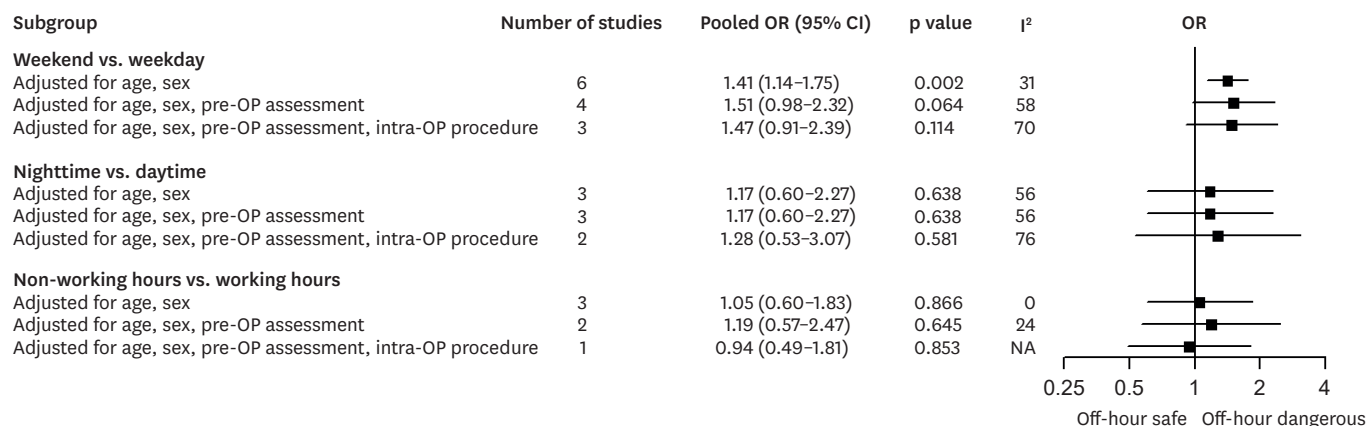 Subgroup Number of studies Pooled OR (95% CI) p value I² OR
Weekend vs. weekday
Adjusted for age, sex 6 1.41 (1.14–1.75) 0.002 31
Adjusted for age, sex, pre-OP assessment 4 1.51 (0.98–2.32) 0.064 58
Adjusted for age, sex, pre-OP assessment, intra-OP procedure 3 1.47 (0.91–2.39) 0.114 70
Nighttime vs. daytime
Adjusted for age, sex 3 1.17 (0.60–2.27) 0.638 56
Adjusted for age, sex, pre-OP assessment 3 1.17 (0.60–2.27) 0.638 56
Adjusted for age, sex, pre-OP assessment, intra-OP procedure 2 1.28 (0.53–3.07) 0.581 76
Non-working hours vs. working hours
Adjusted for age, sex 3 1.05 (0.60–1.83) 0.866 0
Adjusted for age, sex, pre-OP assessment 2 1.19 (0.57–2.47) 0.645 24
Adjusted for age, sex, pre-OP assessment, intra-OP procedure 1 0.94 (0.49–1.81) 0.853 NA
0.25 0.5 1 2 4
Off-hour safe Off-hour dangerous